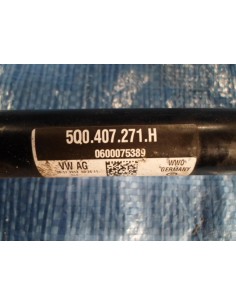 5Q0.407.271.H
0600075389
VW AG
WWO
GERMANY